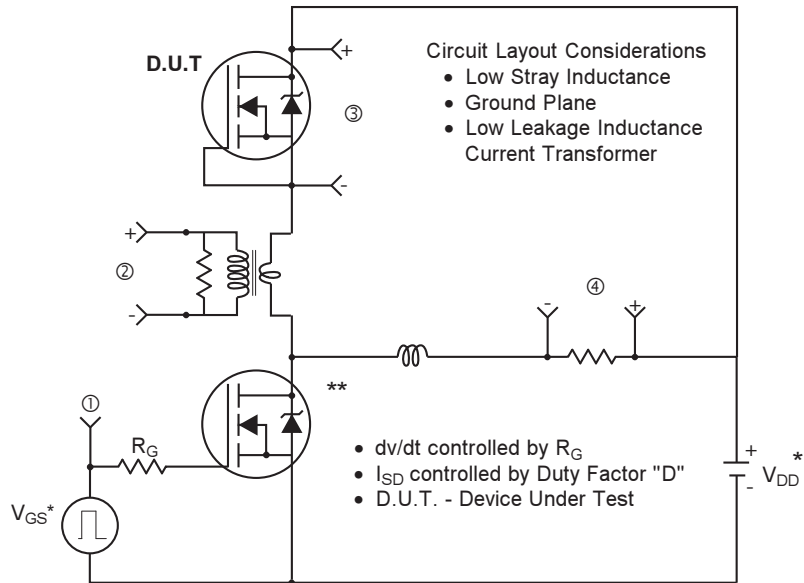 D.U.T
+
-
③
Circuit Layout Considerations
• Low Stray Inductance
• Ground Plane
• Low Leakage Inductance
Current Transformer
+
-
②
-
④
+
**
①
R_G
V_GS*
• dv/dt controlled by R_G
• I_SD controlled by Duty Factor "D"
• D.U.T. - Device Under Test
+
-
V_DD*